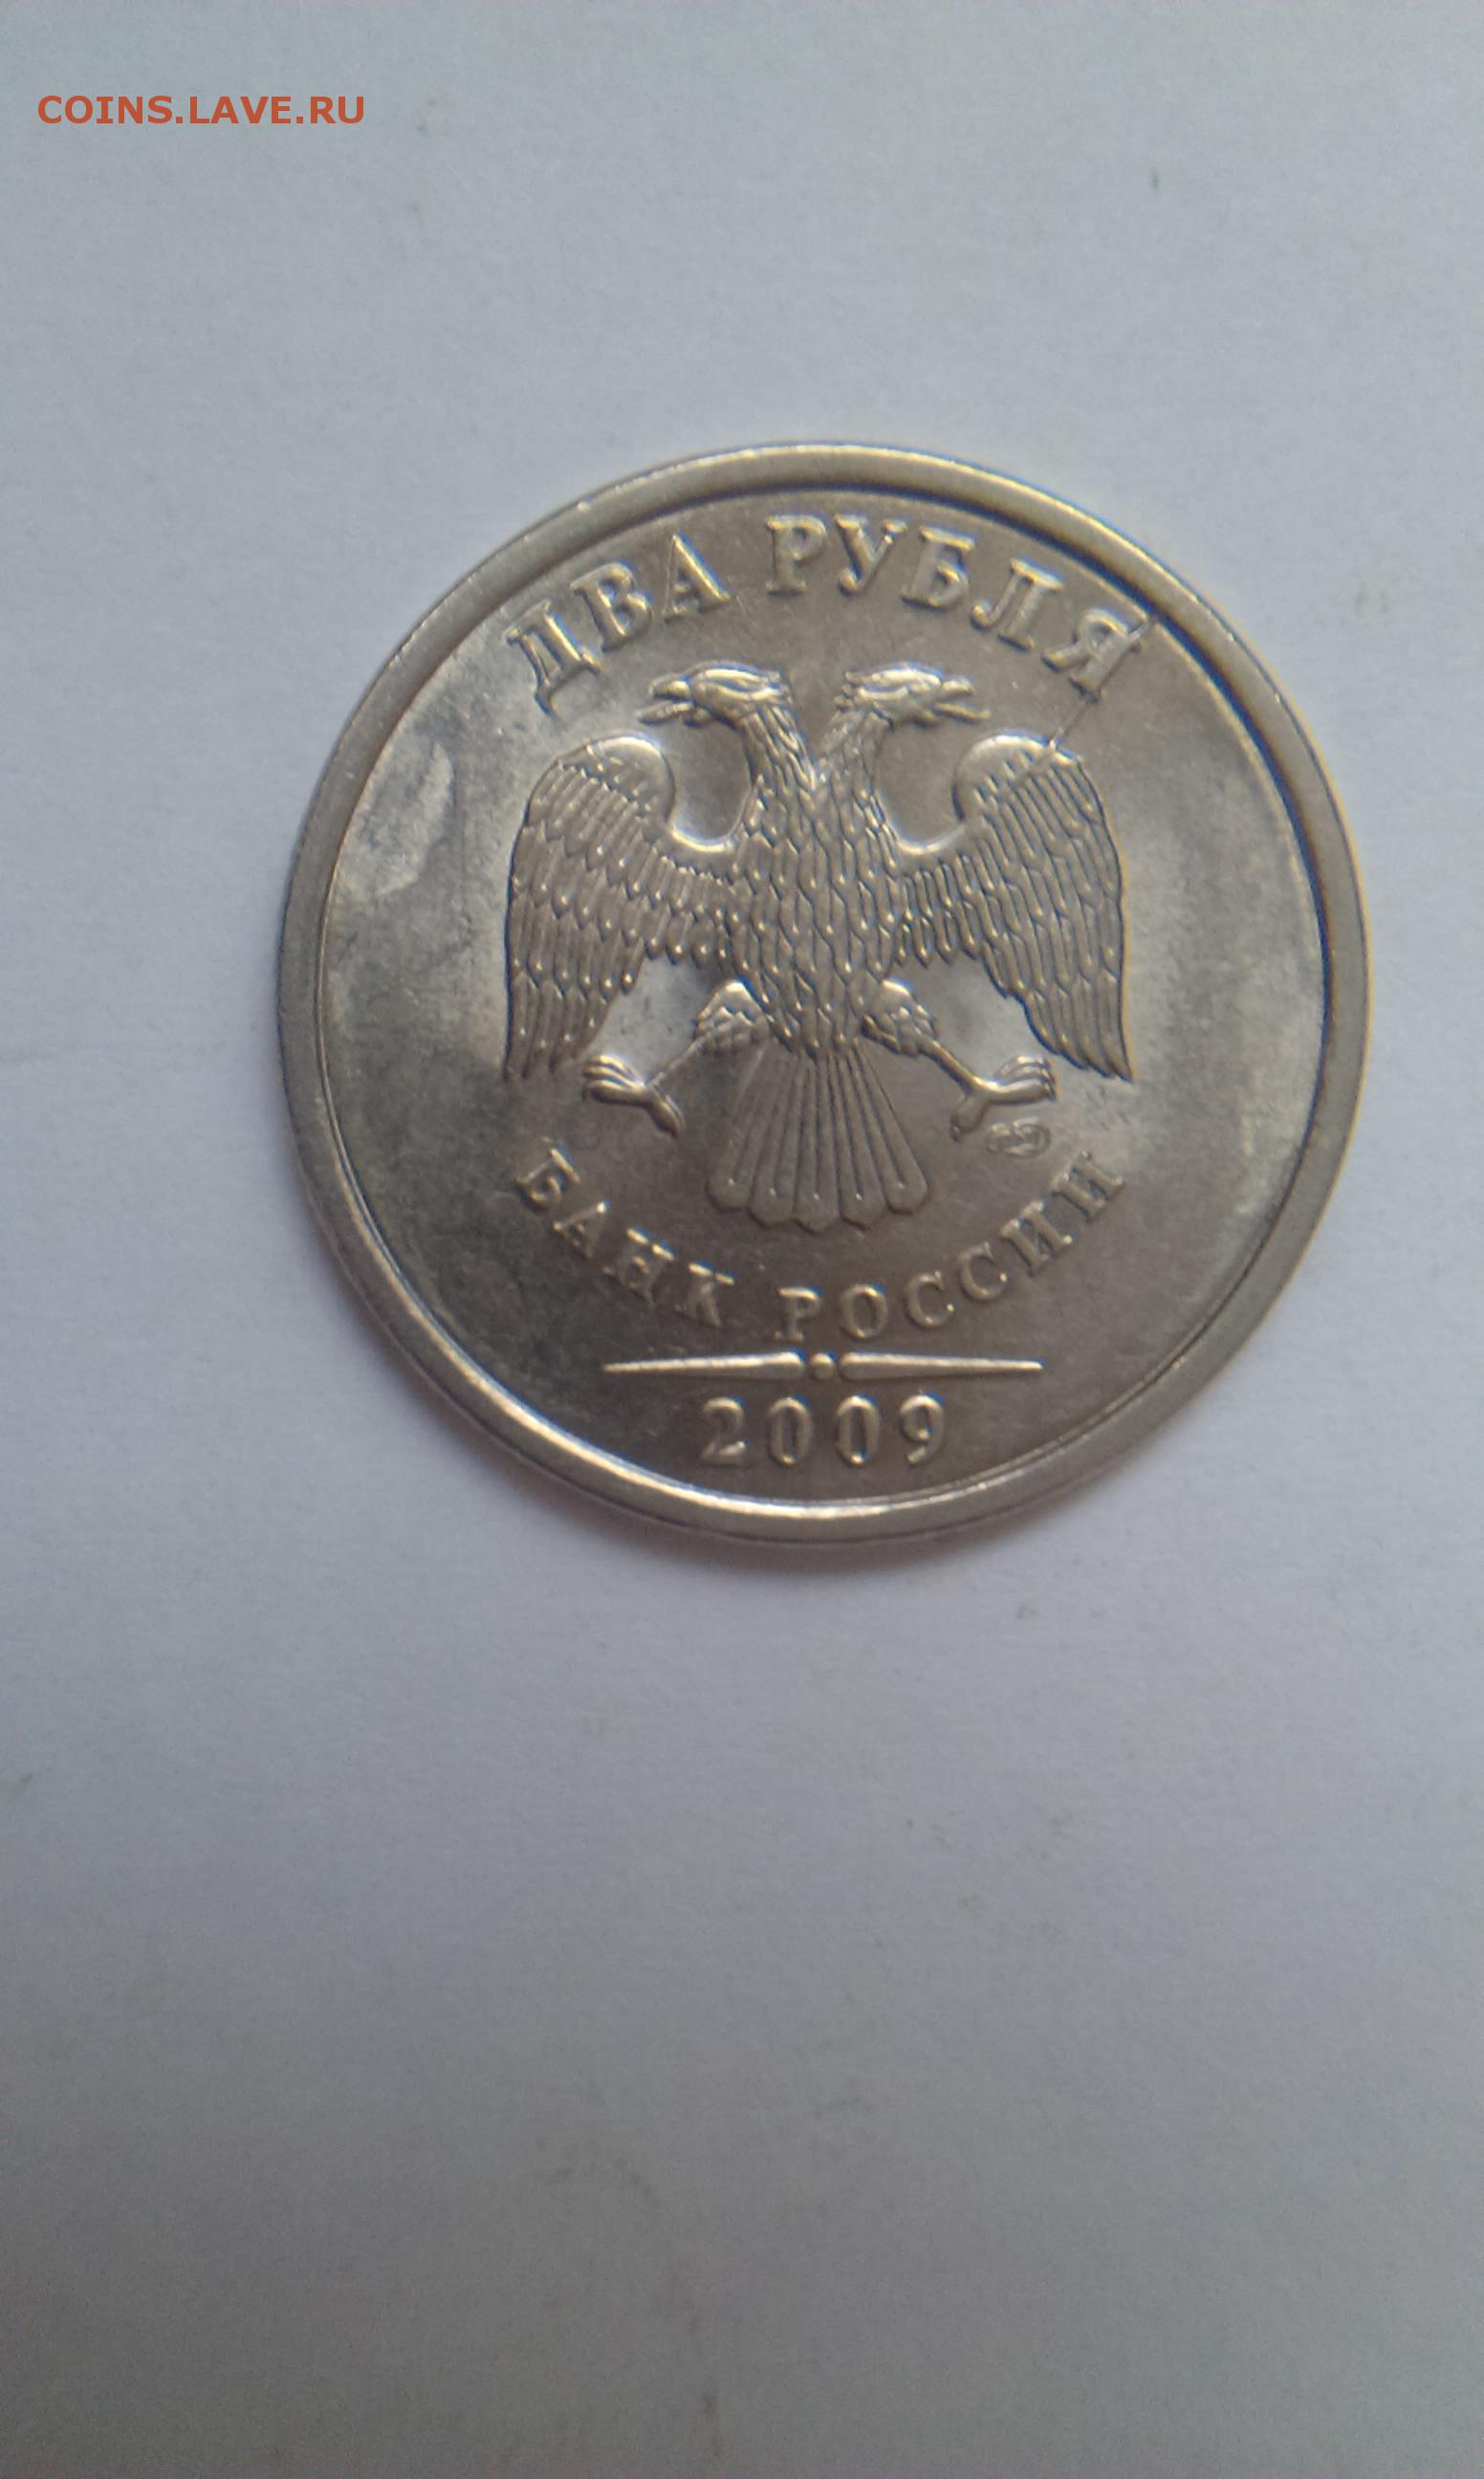 COINS.LAVE.RU
ДВА РУБЛЯ
БАНК РОССИИ
2009